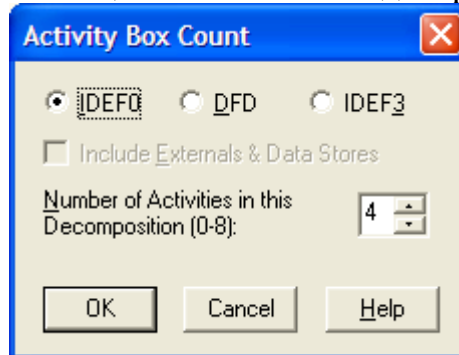 Activity Box Count
IDEF0 DFD IDEF3
Include Externals & Data Stores
Number of Activities in this
Decomposition (0-8):
4
OK Cancel Help